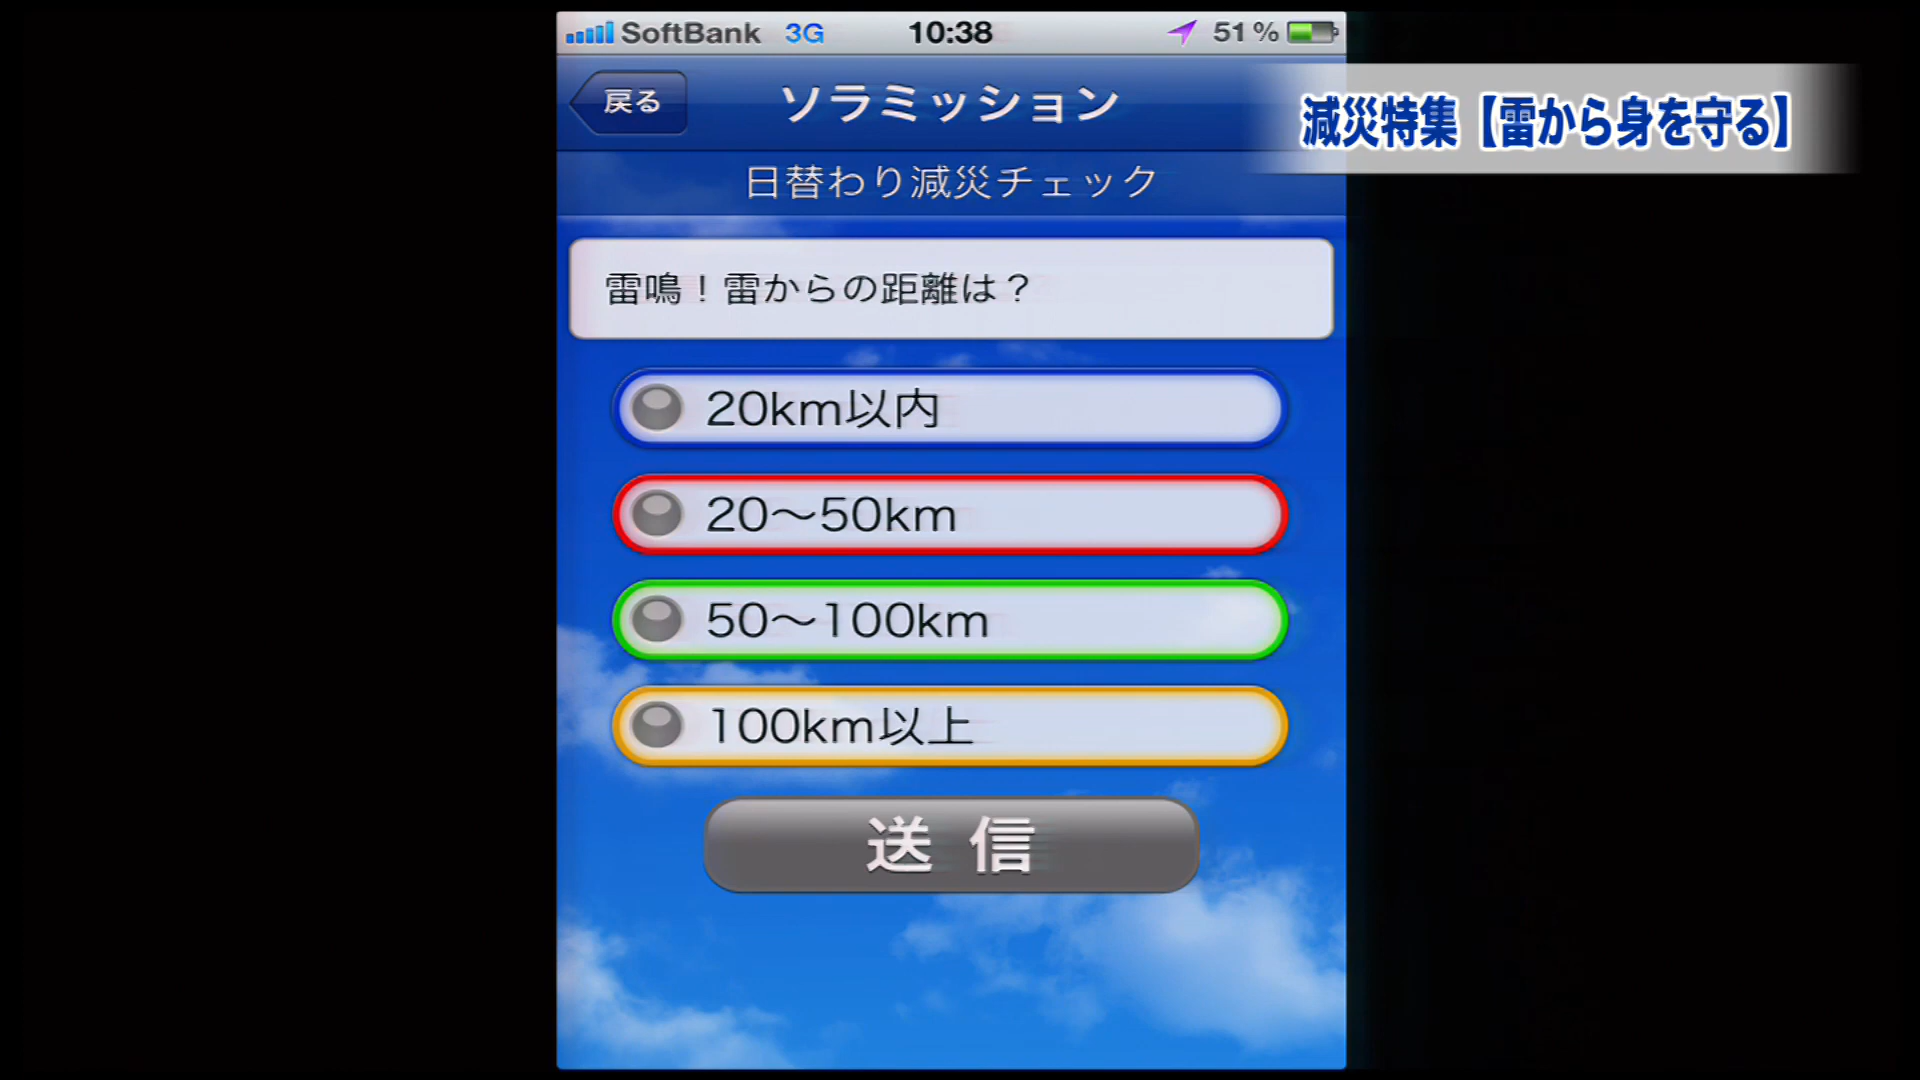 SoftBank 3G 10:38 51%
減災特集【雷から身を守る】
戻る ソラミッション
日替わり減災チェック
雷鳴！雷からの距離は？
20km以内
20〜50km
50〜100km
100km以上
送信